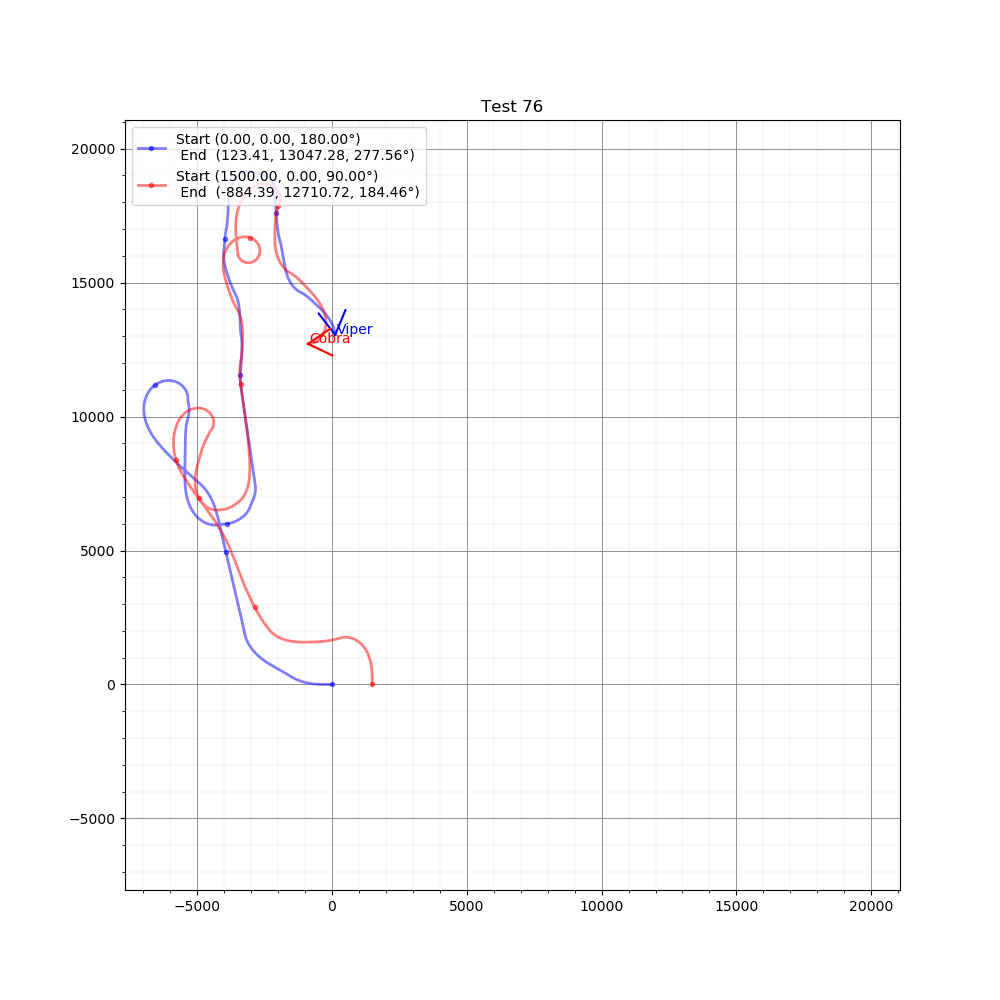 Test 76
Start (0.00, 0.00, 180.00°)
End  (123.41, 13047.28, 277.56°)
Start (1500.00, 0.00, 90.00°)
End  (-884.39, 12710.72, 184.46°)
20000
15000
10000
5000
0
−5000
Viper
Cobra
−5000
0
5000
10000
15000
20000